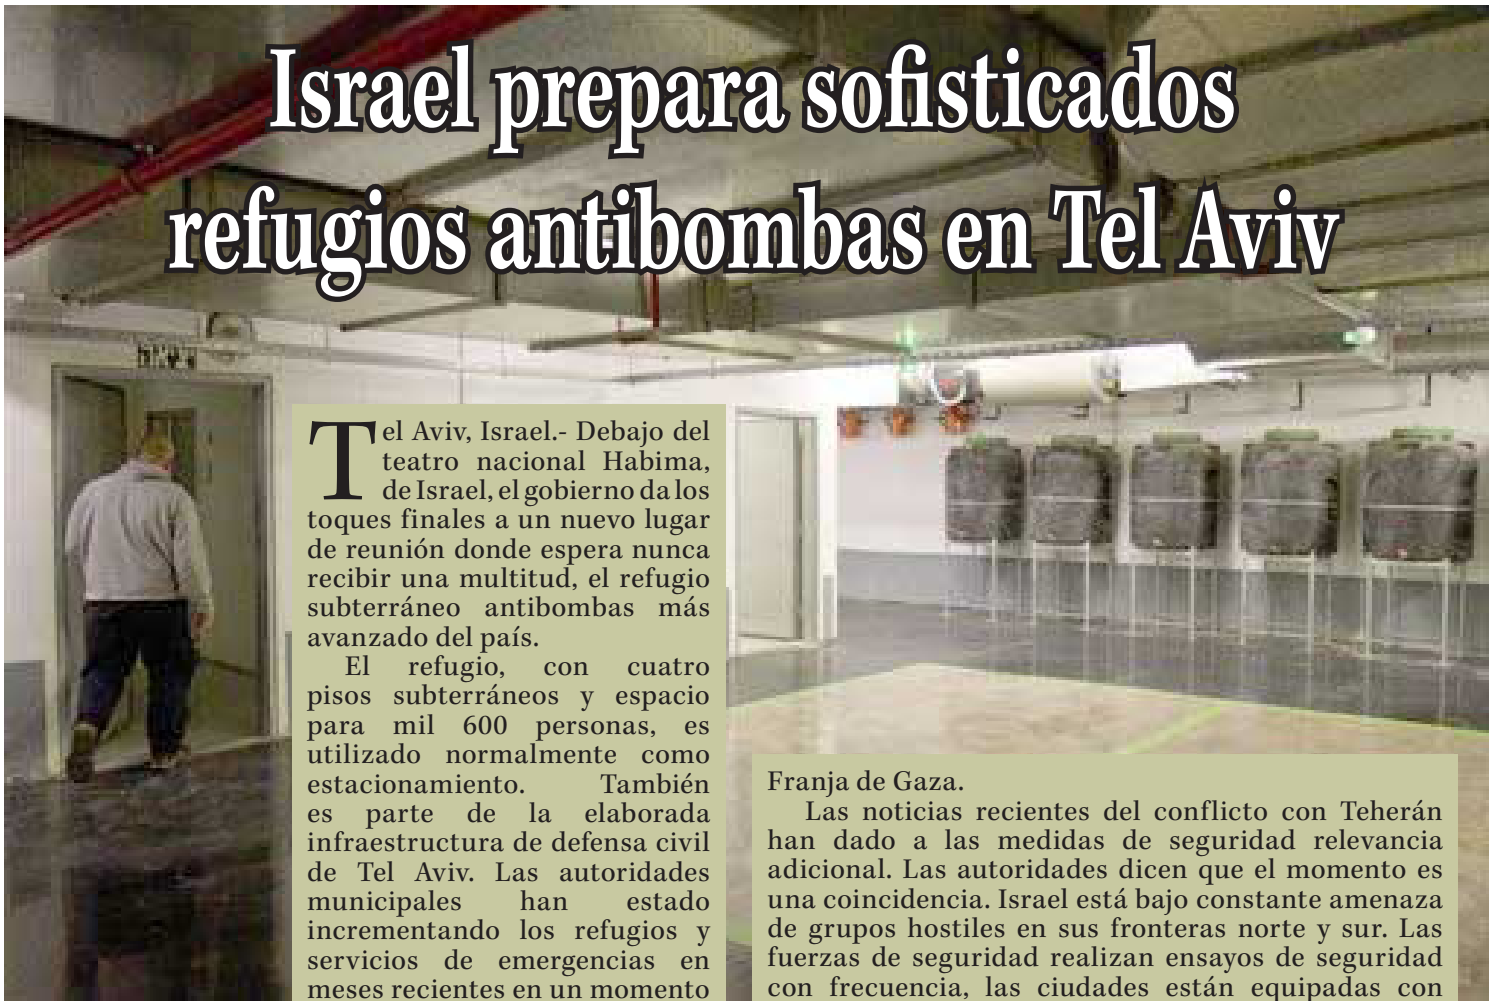 Israel prepara sofisticados
refugios antibombas en Tel Aviv
Tel Aviv, Israel.- Debajo del
teatro nacional Habima,
de Israel, el gobierno da los
toques finales a un nuevo lugar
de reunión donde espera nunca
recibir una multitud, el refugio
subterráneo antibombas más
avanzado del país.
El refugio, con cuatro
pisos subterráneos y espacio
para mil 600 personas, es
utilizado normalmente como
estacionamiento. También
es parte de la elaborada
infraestructura de defensa civil
de Tel Aviv. Las autoridades
municipales han estado
incrementando los refugios y
servicios de emergencias en
meses recientes en un momento
Franja de Gaza.
Las noticias recientes del conflicto con Teherán
han dado a las medidas de seguridad relevancia
adicional. Las autoridades dicen que el momento es
una coincidencia. Israel está bajo constante amenaza
de grupos hostiles en sus fronteras norte y sur. Las
fuerzas de seguridad realizan ensayos de seguridad
con frecuencia, las ciudades están equipadas con